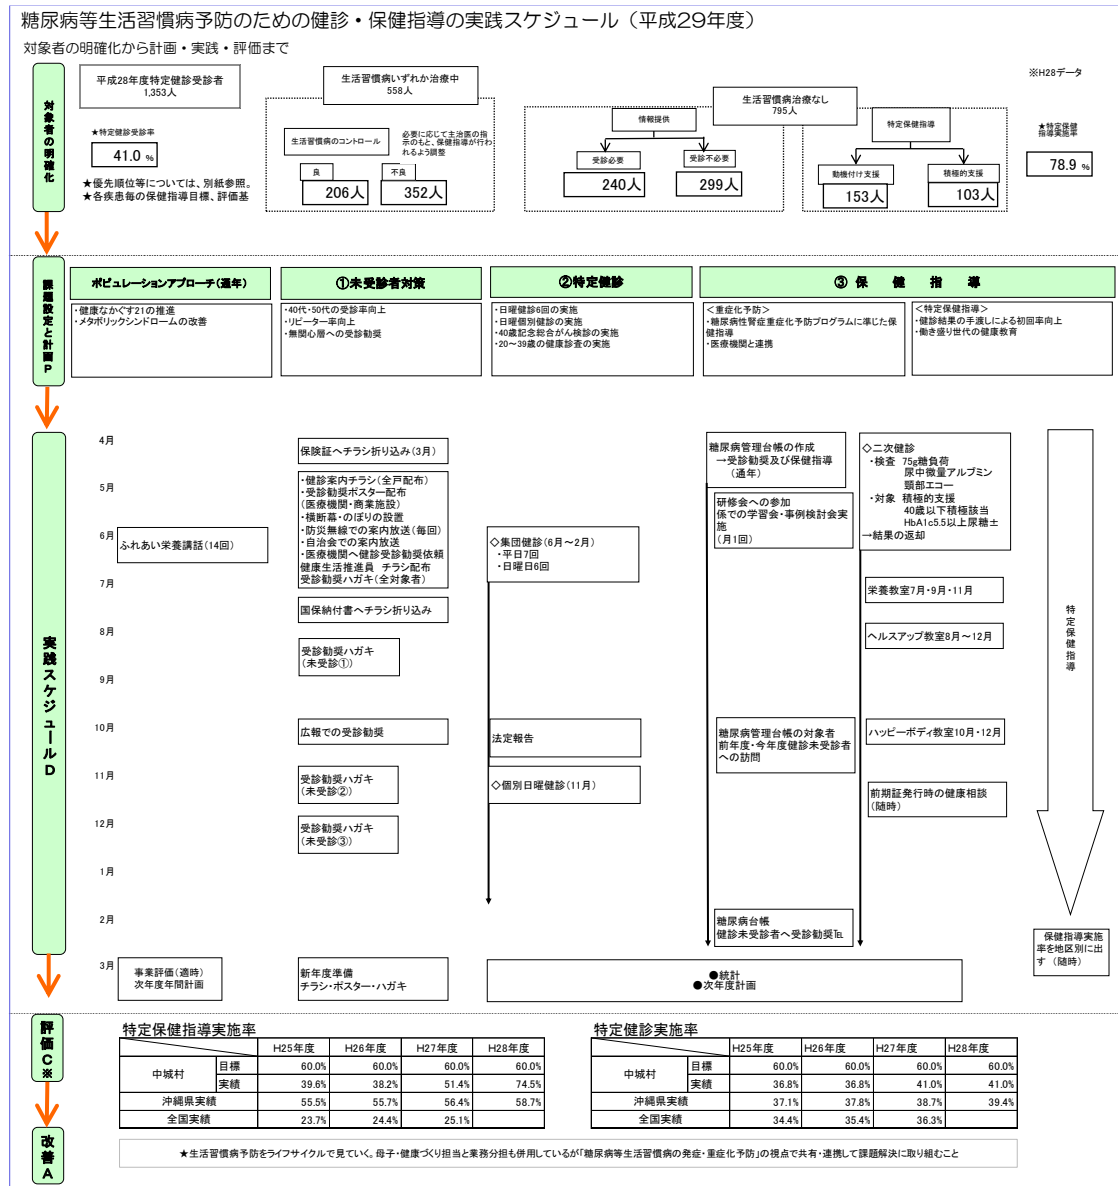 糖尿病等生活習慣病予防のための健診・保健指導の実践スケジュール（平成29年度）
対象者の明確化から計画・実践・評価まで
対象者の明確化
平成28年度特定健診受診者
1,353人
★特定健診受診率
41.0 %
★優先順位等については、別紙参照。
★各疾患毎の保健指導目標、評価基
生活習慣病いずれか治療中
558人
生活習慣病のコントロール
必要に応じて主治医の指
示のもと、保健指導が行わ
れるよう調整
良
不良
206人
352人
生活習慣病治療なし
795人
情報提供
受診必要
受診不必要
240人
299人
特定保健指導
動機付け支援
積極的支援
153人
103人
※H28データ
★特定保健
指導実施率
78.9 %
課題設定と計画P
ポピュレーションアプローチ（通年）
・健康なかぐす21の推進
・メタボリックシンドロームの改善
①未受診者対策
・40代・50代の受診率向上
・リピーター率向上
・無関心層への受診勧奨
②特定健診
・日曜健診6回の実施
・日曜個別健診の実施
・40歳記念総合がん検診の実施
・20～39歳の健康診査の実施
③保健指導
＜重症化予防＞
・糖尿病性腎症重症化予防プログラムに準じた保
健指導
・医療機関と連携
＜特定保健指導＞
・健診結果の手渡しによる初回率向上
・働き盛り世代の健康教育
実践スケジュールD
4月
5月
6月
7月
8月
9月
10月
11月
12月
1月
2月
3月
ふれあい栄養講話（14回）
事業評価（適時）
次年度年間計画
保険証へチラシ折り込み（3月）
・健診案内チラシ（全戸配布）
・受診勧奨ポスター配布
（医療機関・商業施設）
・横断幕・のぼりの設置
・防災無線での案内放送（毎回）
・自治会での案内放送
・医療機関へ健診受診勧奨依頼
健康生活推進員　チラシ配布
受診勧奨ハガキ（全対象者）
国保納付書へチラシ折り込み
受診勧奨ハガキ
（未受診①）
広報での受診勧奨
受診勧奨ハガキ
（未受診②）
受診勧奨ハガキ
（未受診③）
新年度準備
チラシ・ポスター・ハガキ
◇集団健診（6月～2月）
・平日7回
・日曜日6回
法定報告
◇個別日曜健診（11月）
●統計
●次年度計画
糖尿病管理台帳の作成
→受診勧奨及び保健指導
（通年）
研修会への参加
係での学習会・事例検討会実
施
（月1回）
糖尿病管理台帳の対象者
前年度・今年度健診未受診者
への訪問
糖尿病台帳
健診未受診者へ受診勧奨℡
◇二次健診
・検査　75g糖負荷
尿中微量アルブミン
頸部エコー
・対象　積極的支援
40歳以下積極該当
HbA1c5.5以上尿糖±
→結果の返却
栄養教室7月・9月・11月
ヘルスアップ教室8月～12月
ハッピーボディ教室10月・12月
前期証発行時の健康相談
（随時）
特定保健指導
保健指導実施
率を地区別に出
す（随時）
評価C※
特定保健指導実施率
H25年度 H26年度 H27年度 H28年度
中城村 目標 60.0% 60.0% 60.0% 60.0%
実績 39.6% 38.2% 51.4% 74.5%
沖縄県実績 55.5% 55.7% 56.4% 58.7%
全国実績 23.7% 24.4% 25.1%
特定健診実施率
H25年度 H26年度 H27年度 H28年度
中城村 目標 60.0% 60.0% 60.0% 60.0%
実績 36.8% 36.8% 41.0% 41.0%
沖縄県実績 37.1% 37.8% 38.7% 39.4%
全国実績 34.4% 35.4% 36.3%
改善A
★生活習慣病予防をライフサイクルで見ていく。母子・健康づくり担当と業務分担も併用しているが「糖尿病等生活習慣病の発症・重症化予防」の視点で共有・連携して課題解決に取り組むこと